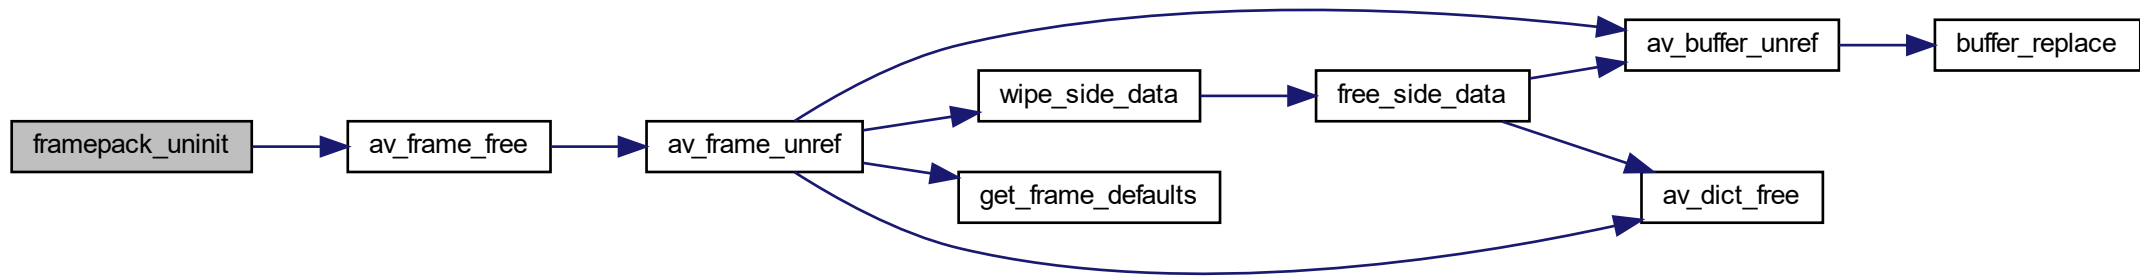 framepack_uninit
av_frame_free
av_frame_unref
wipe_side_data
get_frame_defaults
free_side_data
av_buffer_unref
av_dict_free
buffer_replace